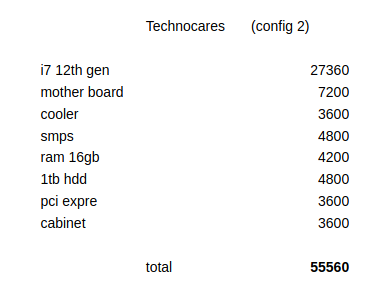 Technocares (config 2)
i7 12th gen 27360
mother board 7200
cooler 3600
smps 4800
ram 16gb 4200
1tb hdd 4800
pci expre 3600
cabinet 3600
total 55560